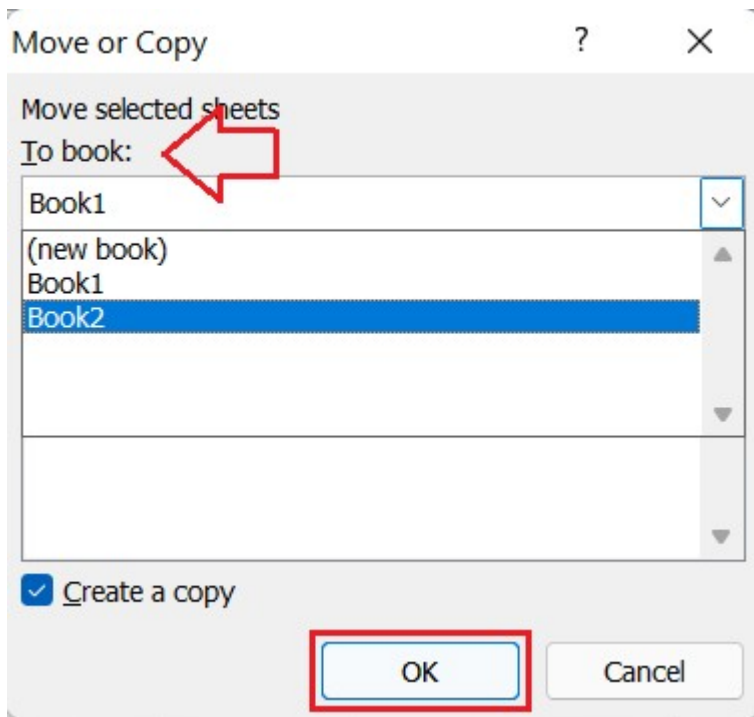 Move or Copy ?
Move selected sheets
To book:
Book1
(new book)
Book1
Book2
Create a copy
OK Cancel